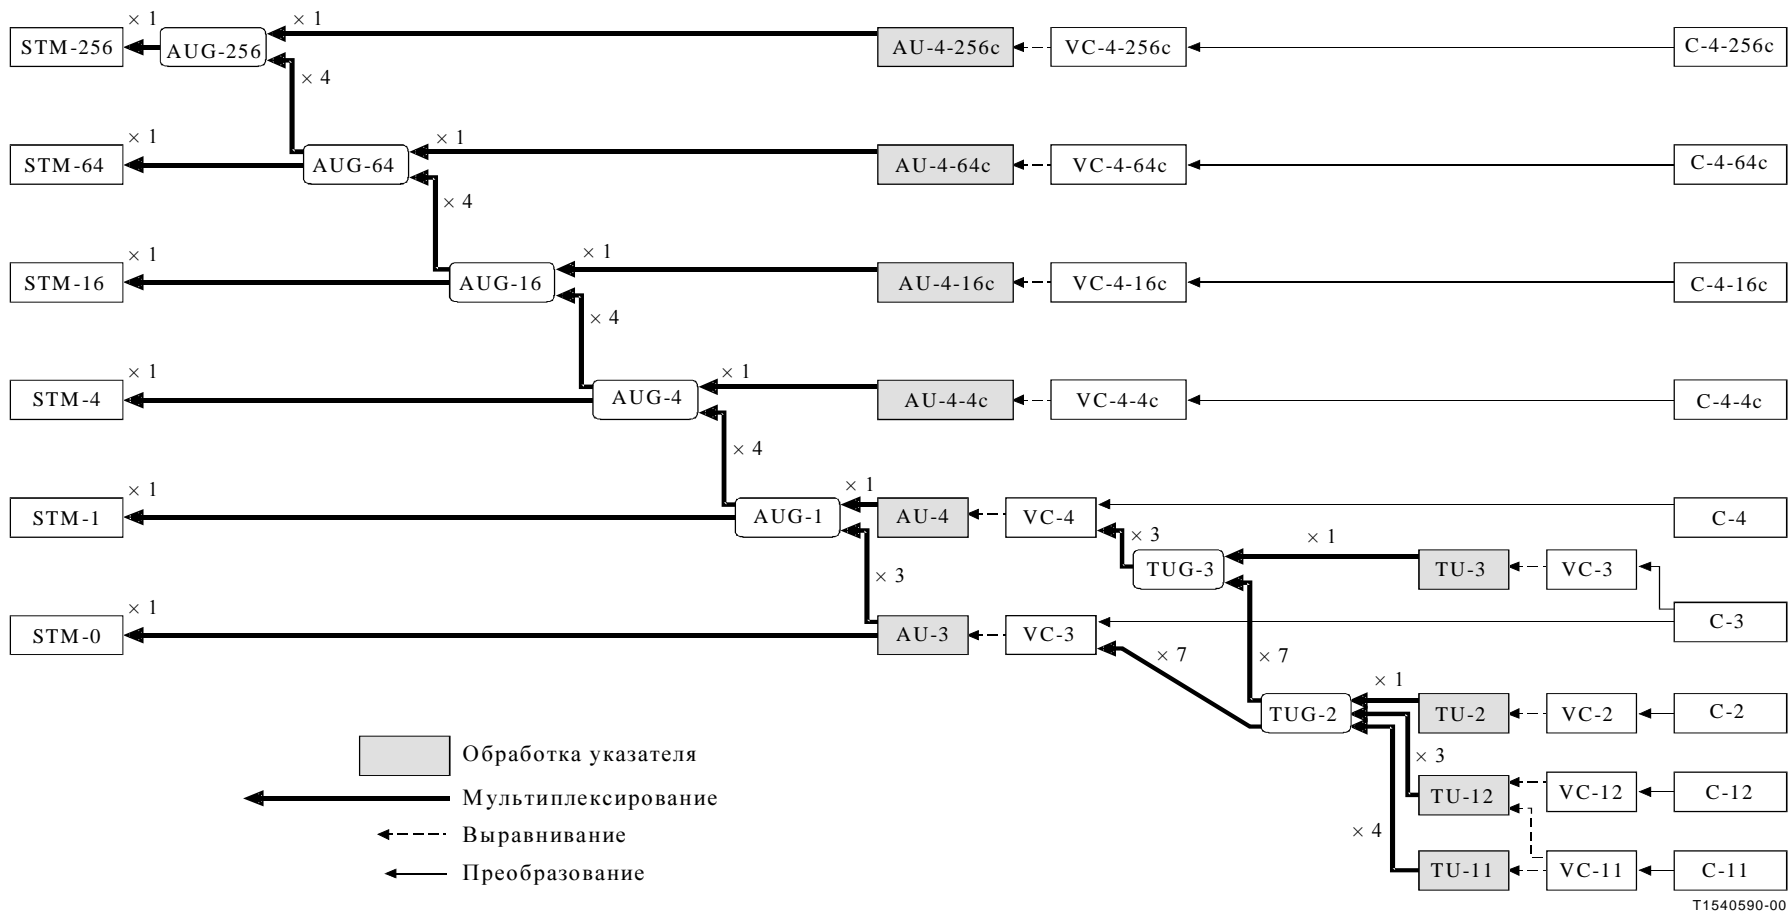 × 1
× 1
STM-256
AUG-256
AU-4-256c
VC-4-256c
C-4-256c
× 4
× 1
× 1
STM-64
AUG-64
AU-4-64c
VC-4-64c
C-4-64c
× 4
× 1
× 1
STM-16
AUG-16
AU-4-16c
VC-4-16c
C-4-16c
× 4
× 1
× 1
STM-4
AUG-4
AU-4-4c
VC-4-4c
C-4-4c
× 4
× 1
× 1
STM-1
AUG-1
AU-4
VC-4
C-4
× 3
× 1
TUG-3
TU-3
VC-3
× 3
× 1
STM-0
AU-3
VC-3
C-3
× 7
× 7
× 1
TUG-2
TU-2
VC-2
C-2
× 3
TU-12
VC-12
C-12
× 4
TU-11
VC-11
C-11
Обработка указателя
Мультиплексирование
Выравнивание
Преобразование
T1540590-00